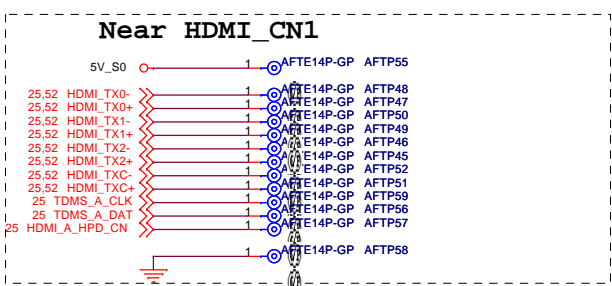 Near HDMI_CN1
5V_S0 1 AFTE14P-GP AFTP55
25,52 HDMI_TX0- 1 AFTE14P-GP AFTP48
25,52 HDMI_TX0+ 1 AFTE14P-GP AFTP47
25,52 HDMI_TX1- 1 AFTE14P-GP AFTP50
25,52 HDMI_TX1+ 1 AFTE14P-GP AFTP49
25,52 HDMI_TX2- 1 AFTE14P-GP AFTP46
25,52 HDMI_TX2+ 1 AFTE14P-GP AFTP45
25,52 HDMI_TXC- 1 AFTE14P-GP AFTP52
25,52 HDMI_TXC+ 1 AFTE14P-GP AFTP51
25 TDMS_A_CLK 1 AFTE14P-GP AFTP59
25 TDMS_A_DAT 1 AFTE14P-GP AFTP56
25 HDMI_A_HPD_CN 1 AFTE14P-GP AFTP57
1 AFTE14P-GP AFTP58